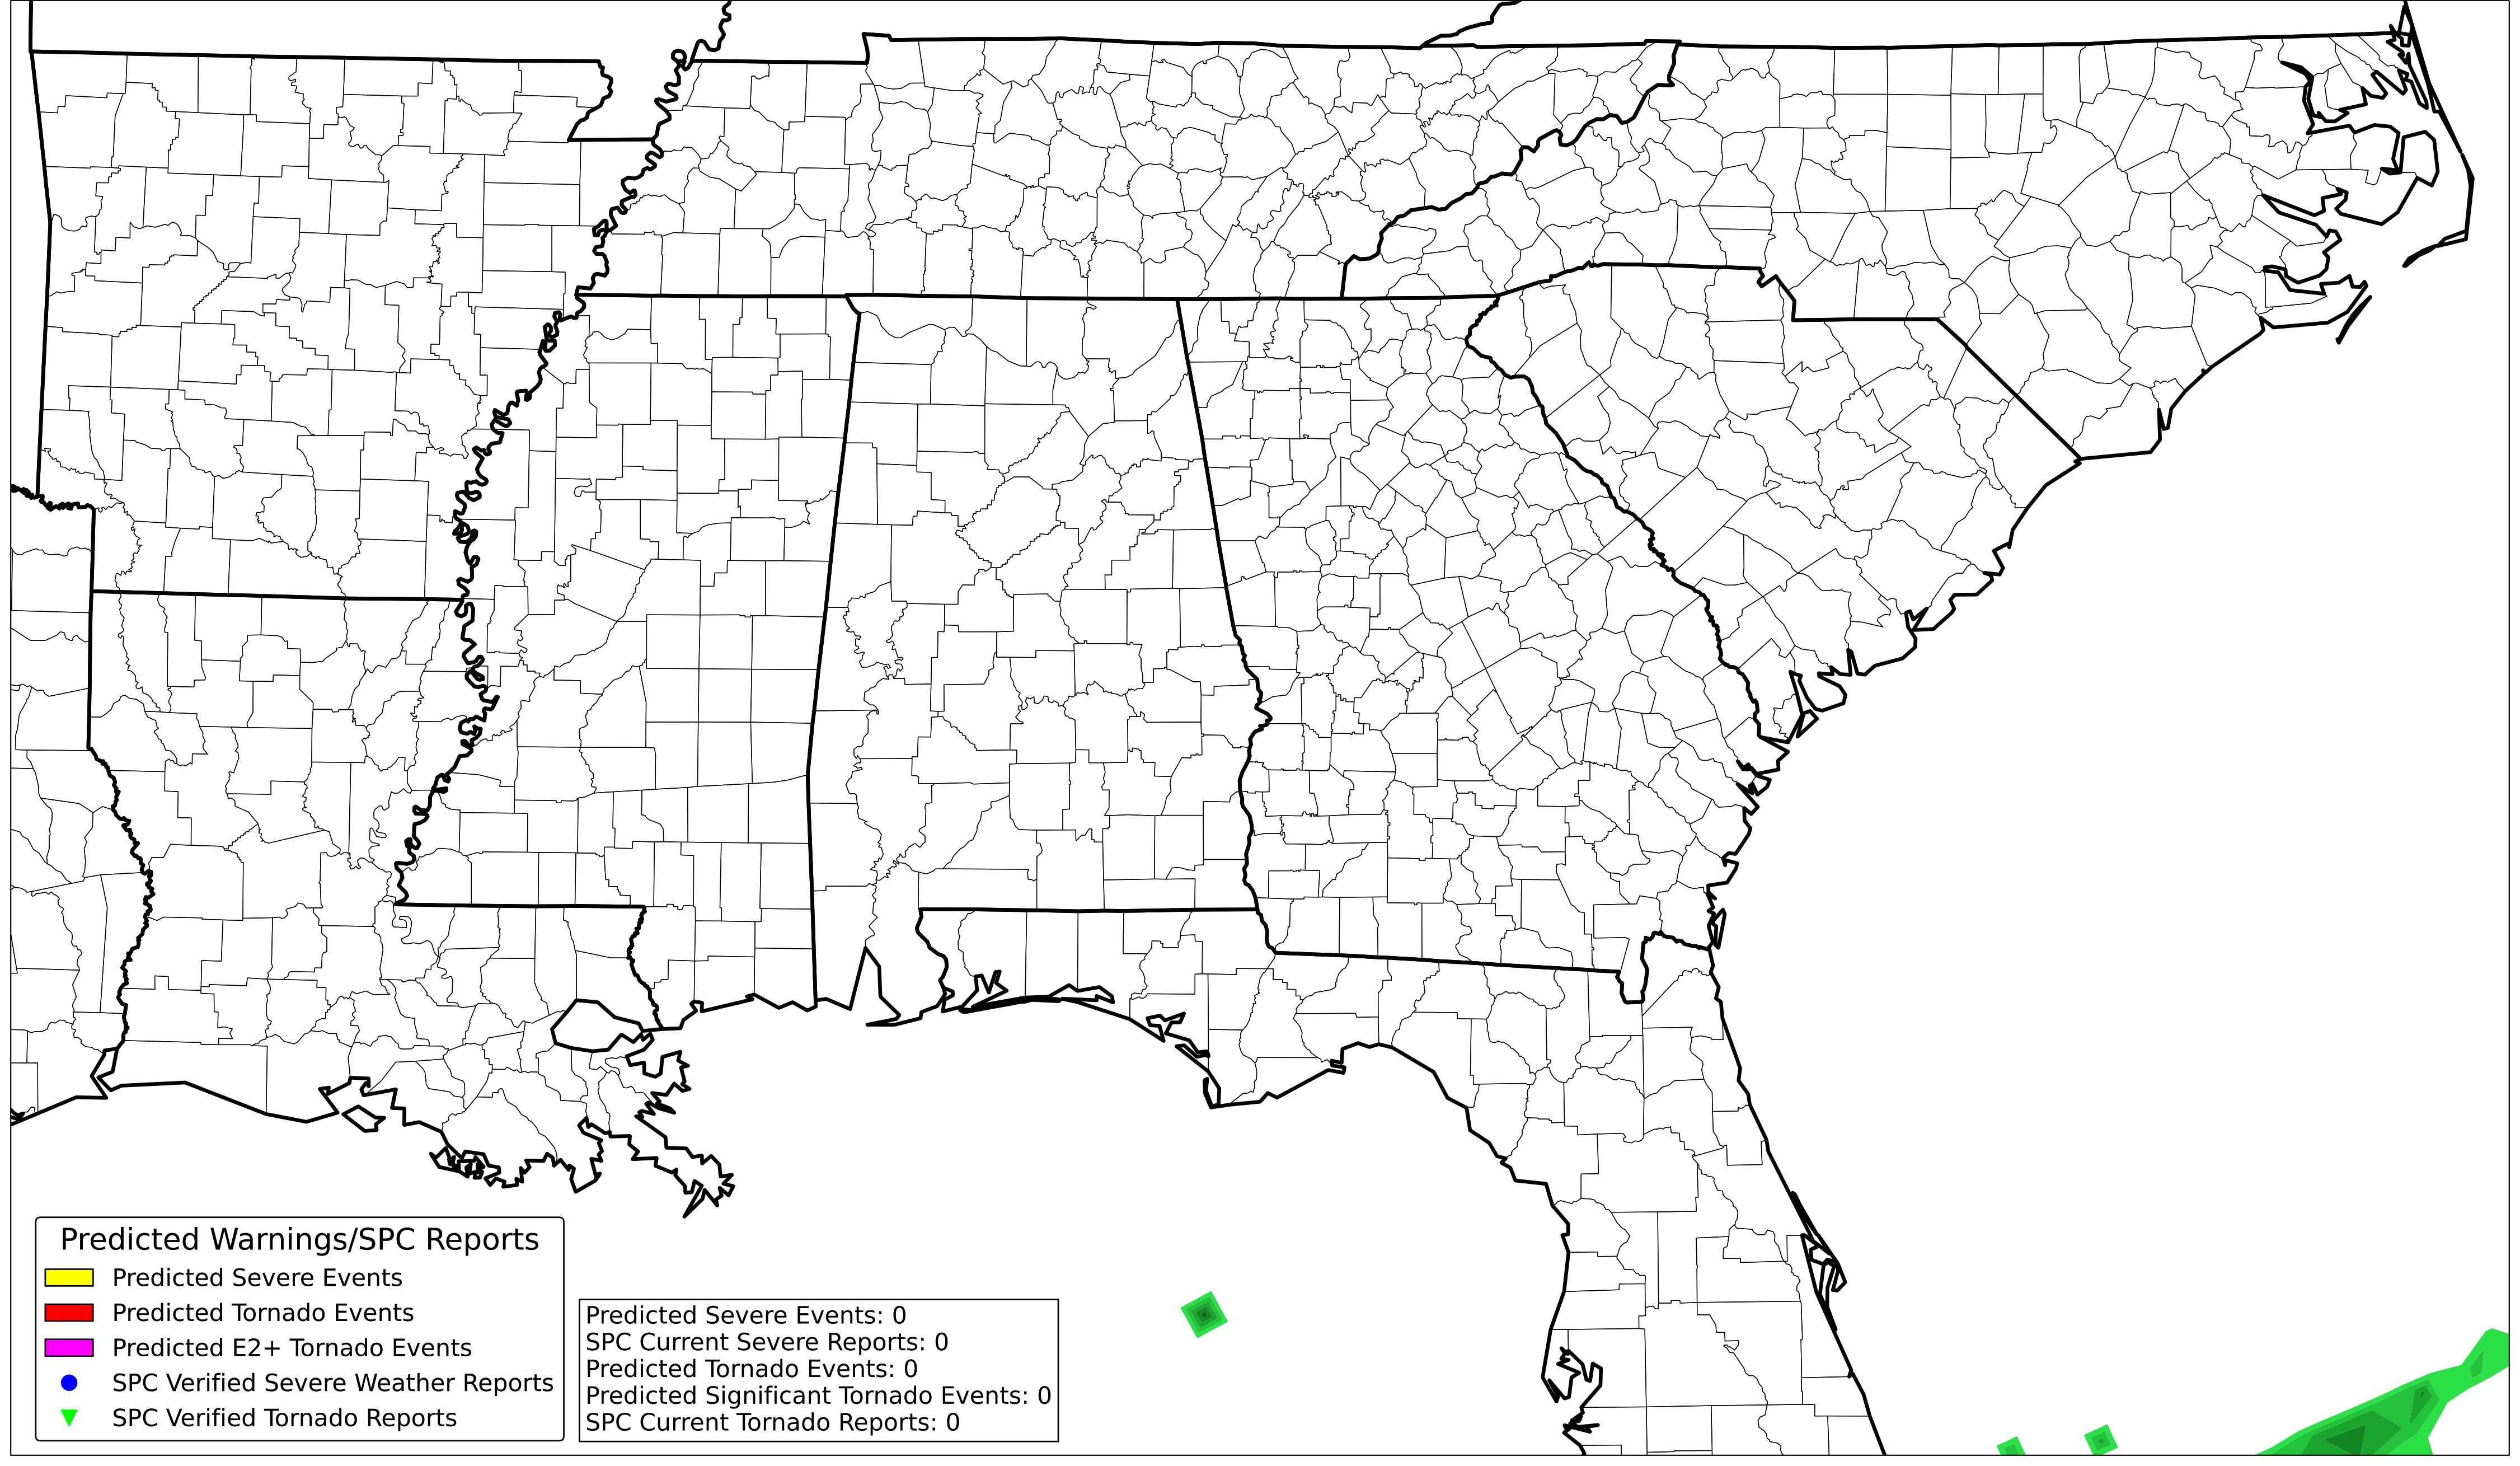 Predicted Warnings/SPC Reports
Predicted Severe Events
Predicted Tornado Events
Predicted E2+ Tornado Events
SPC Verified Severe Weather Reports
SPC Verified Tornado Reports
Predicted Severe Events: 0
SPC Current Severe Reports: 0
Predicted Tornado Events: 0
Predicted Significant Tornado Events: 0
SPC Current Tornado Reports: 0